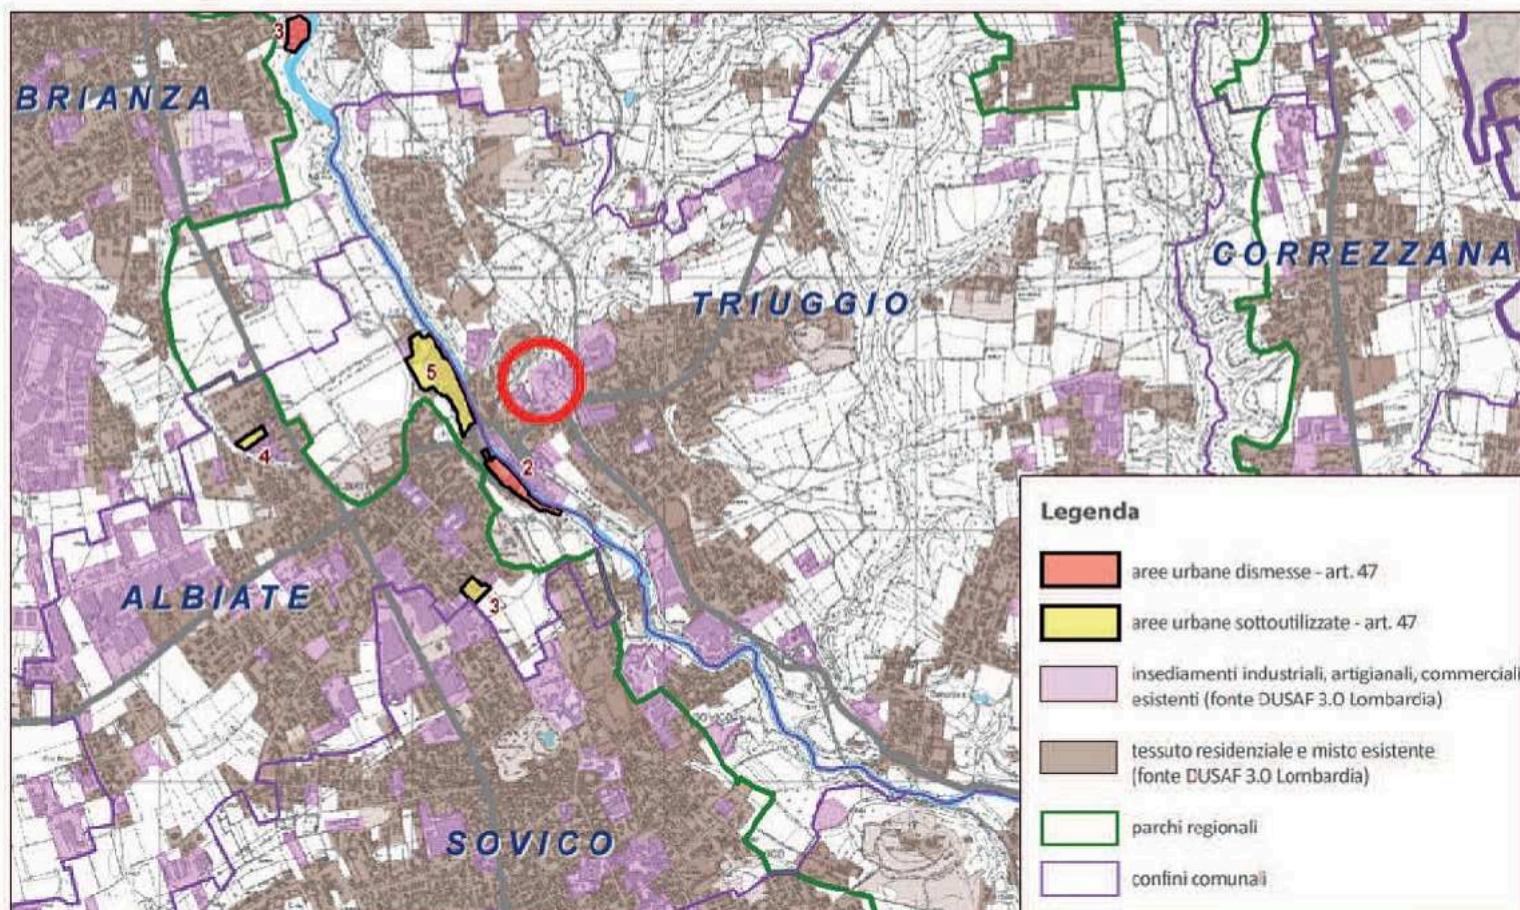 3
BRIANZA
CORREZZANA
TRIUGGIO
5
4
2
3
ALBIATE
SOVICO
Legenda
aree urbane dismesse - art. 47
aree urbane sottoutilizzate - art. 47
insediamenti industriali, artigianali, commerciali
esistenti (fonte DUSAF 3.0 Lombardia)
tessuto residenziale e misto esistente
(fonte DUSAF 3.0 Lombardia)
parchi regionali
confini comunali